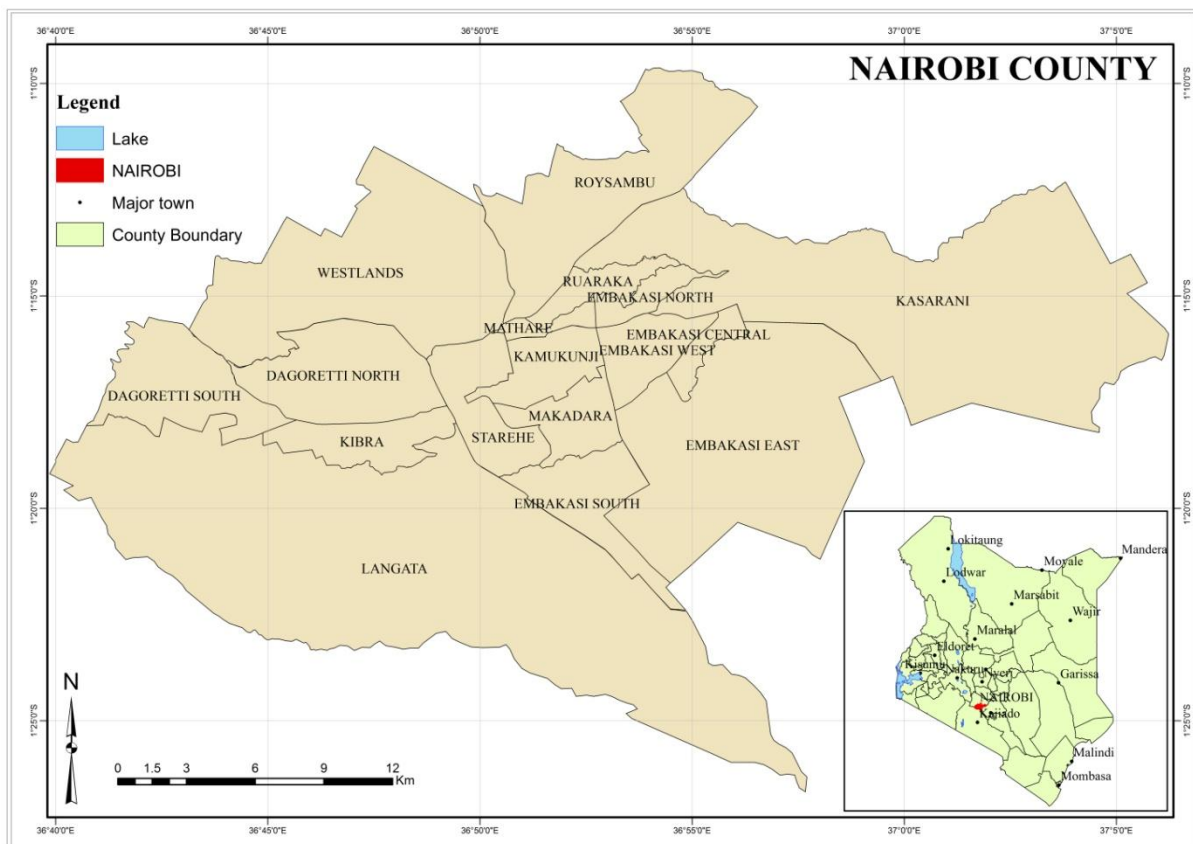 36°40'0"E 36°45'0"E 36°50'0"E 36°55'0"E 37°0'0"E 37°5'0"E
NAIROBI COUNTY
1°10'0"S 1°10'0"S
Legend
Lake
NAIROBI
Major town
County Boundary
ROYSAMBU
WESTLANDS
RUARAKA
EMBAKASI NORTH
KASARANI
1°15'0"S 1°15'0"S
MATHARE
EMBAKASI CENTRAL
EMBAKASI WEST
KAMUKUNJI
DAGORETTI NORTH
DAGORETTI SOUTH
MAKADARA
STAREHE
KIBRA
EMBAKASI EAST
EMBAKASI SOUTH
1°20'0"S 1°20'0"S
LANGATA
Lokitaung
Moyale
Mandera
Lodwar
Marsabit
Wajir
Maralal
Eldoret
Kisumu
Nakuru
Nyeri
Garissa
NAIROBI
Kajiado
Malindi
Mombasa
N
1°25'0"S 1°25'0"S
0 1.5 3 6 9 12
Km
36°40'0"E 36°45'0"E 36°50'0"E 36°55'0"E 37°0'0"E 37°5'0"E